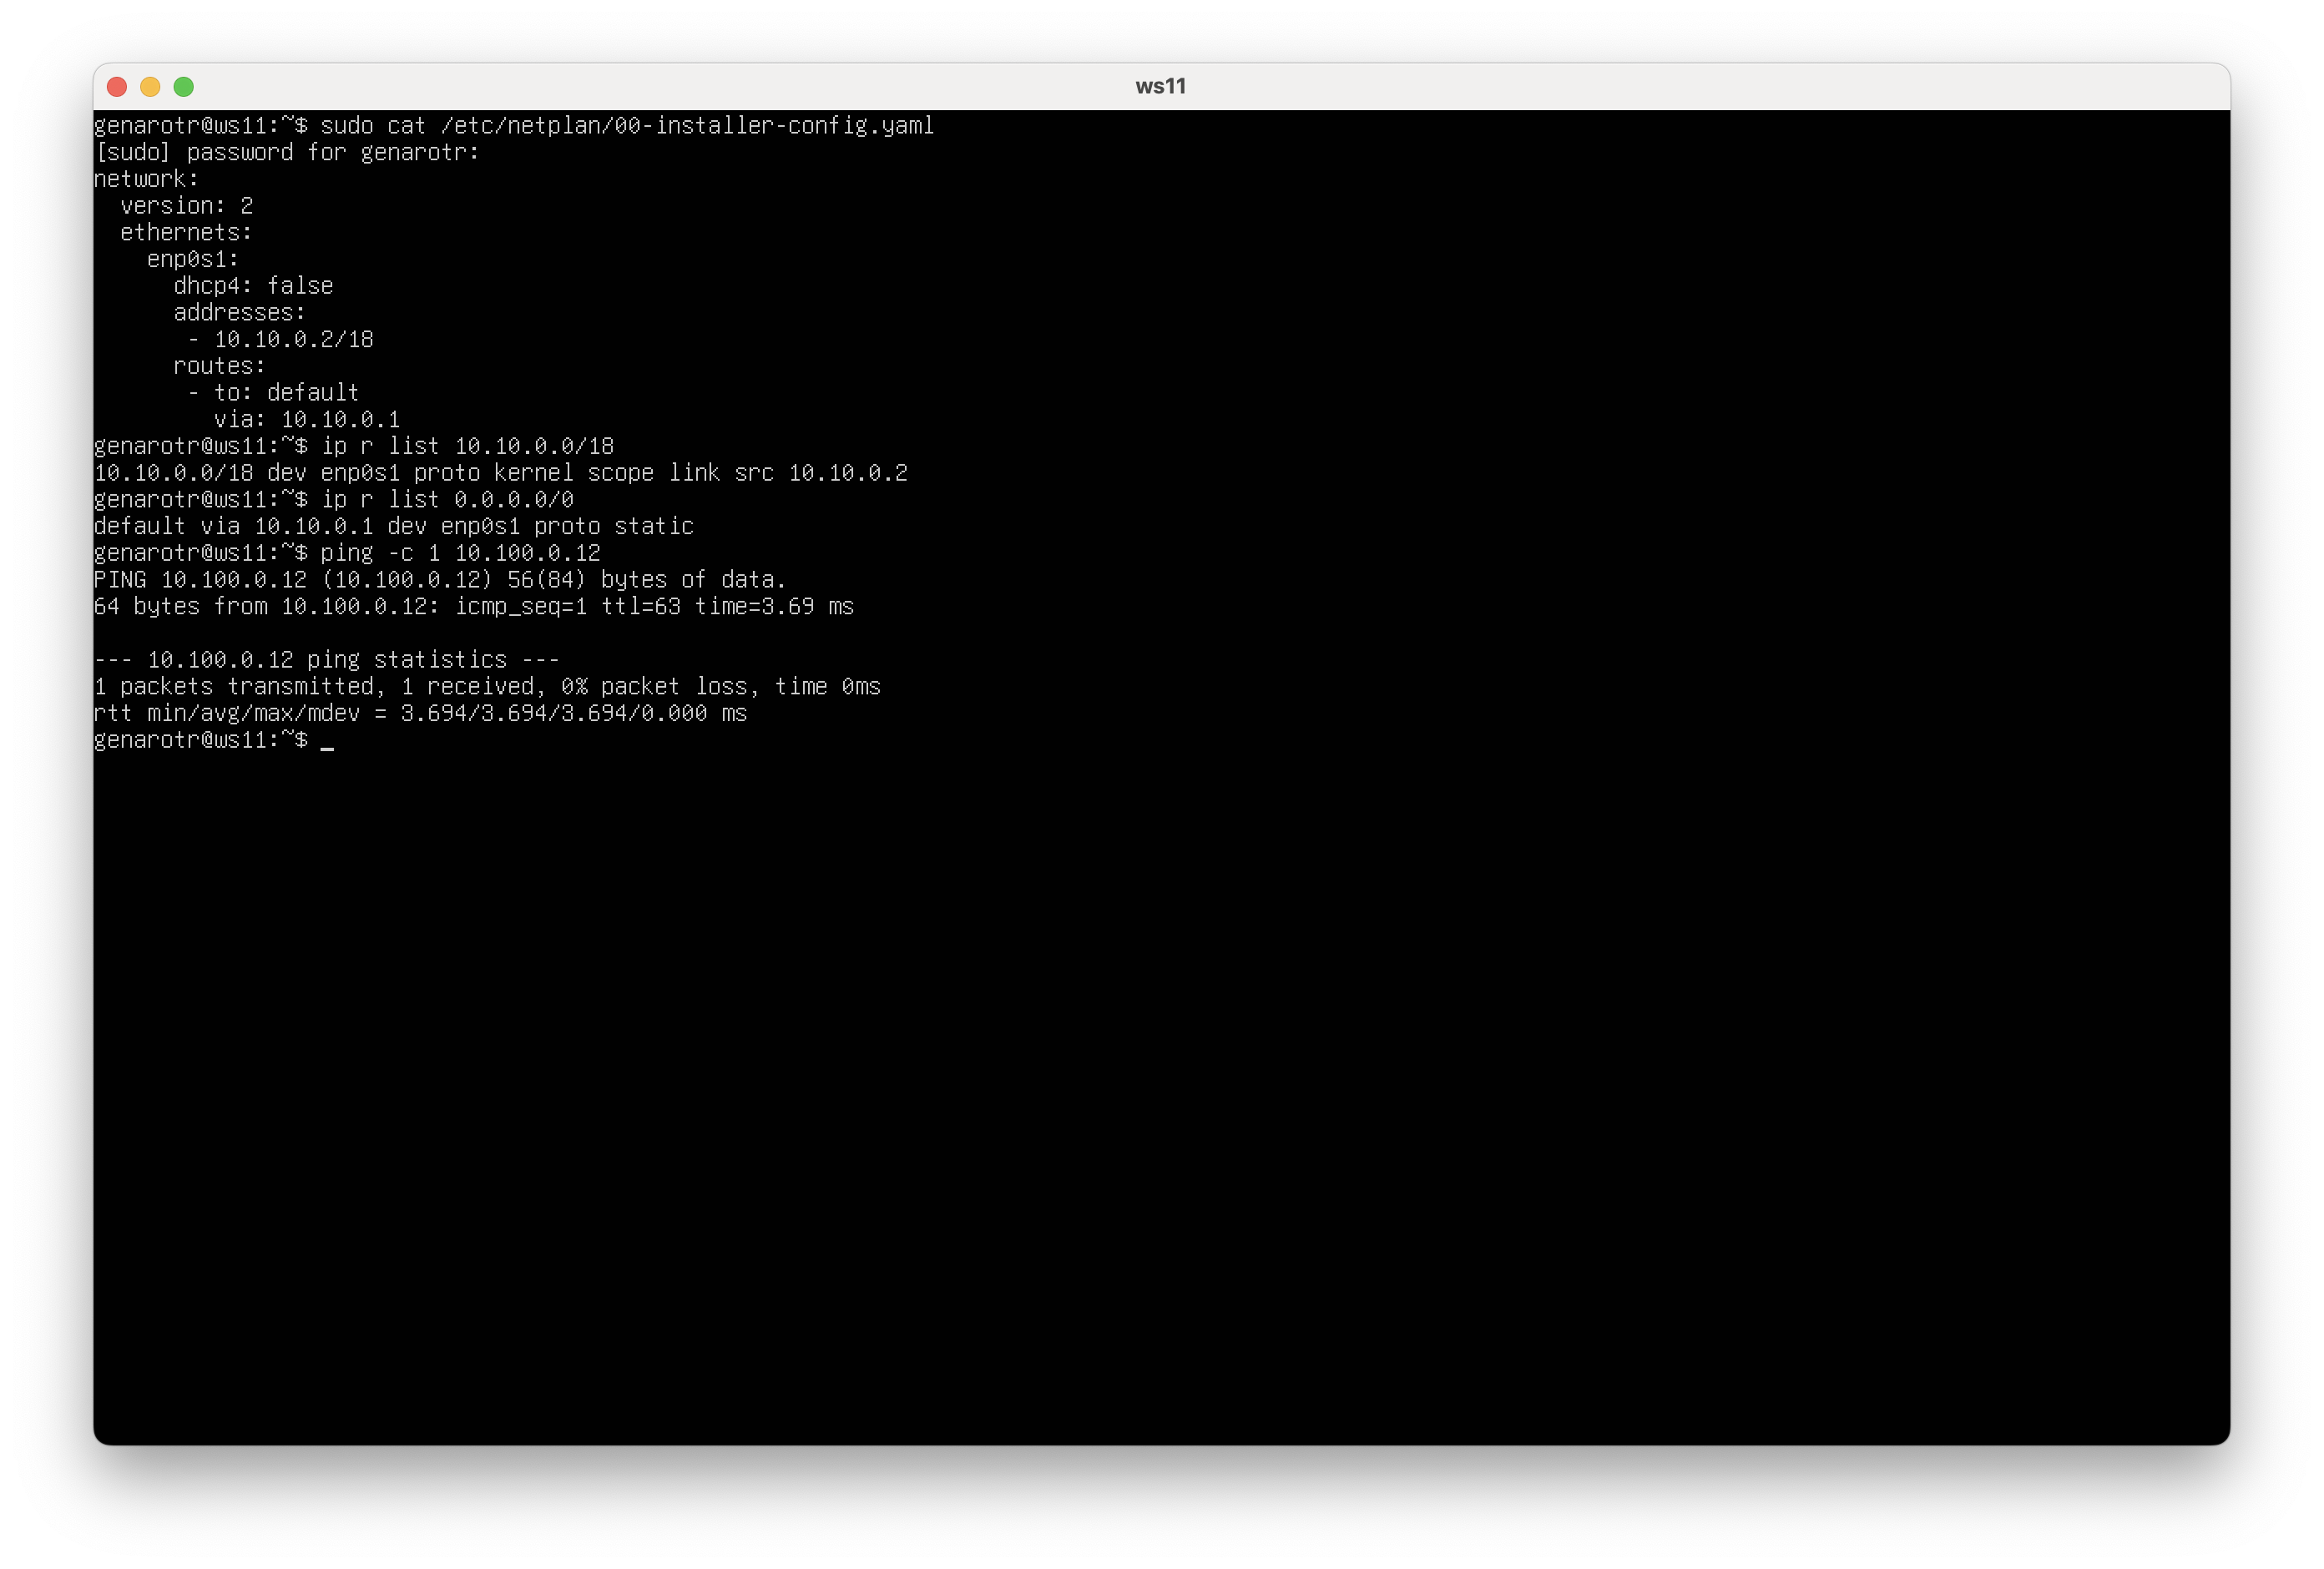 ws11
genarotr@ws11:~$ sudo cat /etc/netplan/00-installer-config.yaml
[sudo] password for genarotr:
network:
  version: 2
  ethernets:
    enp0s1:
      dhcp4: false
      addresses:
       - 10.10.0.2/18
      routes:
       - to: default
         via: 10.10.0.1
genarotr@ws11:~$ ip r list 10.10.0.0/18
10.10.0.0/18 dev enp0s1 proto kernel scope link src 10.10.0.2
genarotr@ws11:~$ ip r list 0.0.0.0/0
default via 10.10.0.1 dev enp0s1 proto static
genarotr@ws11:~$ ping -c 1 10.100.0.12
PING 10.100.0.12 (10.100.0.12) 56(84) bytes of data.
64 bytes from 10.100.0.12: icmp_seq=1 ttl=63 time=3.69 ms

--- 10.100.0.12 ping statistics ---
1 packets transmitted, 1 received, 0% packet loss, time 0ms
rtt min/avg/max/mdev = 3.694/3.694/3.694/0.000 ms
genarotr@ws11:~$ _